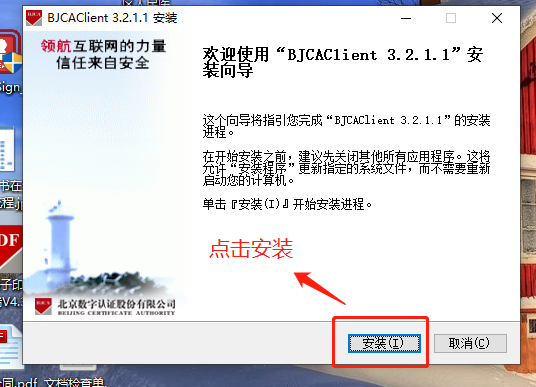 BJCAClient 3.2.1.1 安装
领航互联网的力量
信任来自安全
欢迎使用“BJCAClient 3.2.1.1”安
装向导
这个向导将指引您完成“BJCAClient 3.2.1.1”的安装
进程。
在开始安装之前，建议先关闭其他所有应用程序。这将
允许“安装程序”更新指定的系统文件，而不需要重新
启动您的计算机。
单击『安装(I)』开始安装进程。
点击安装
BJCA
北京数字认证股份有限公司
BEIJING CERTIFICATE AUTHORITY
安装(I)
取消(C)
Sign_
书在
程.j
DF
子印
V4.
同.pdf
文档检查单